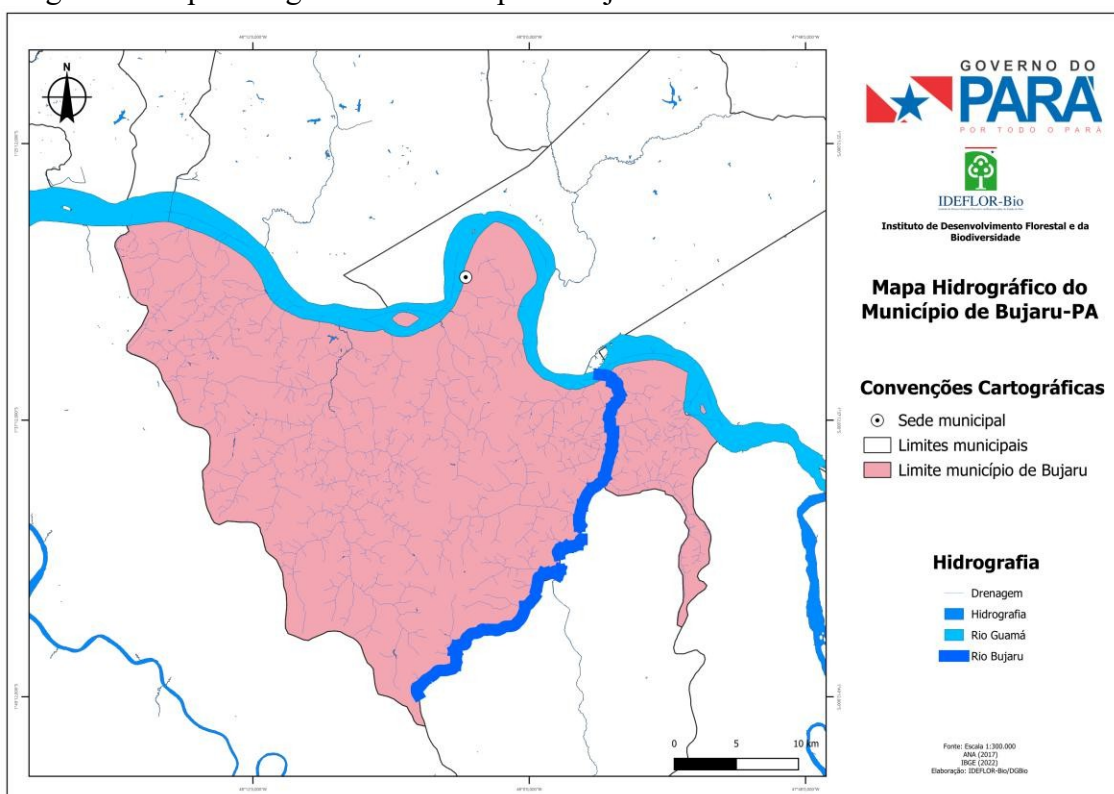 N
0
5
10 km
GOVERNO DO
PARÁ
POR TODO O PARÁ
IDEFLOR-Bio
Instituto de Desenvolvimento Florestal e da
Biodiversidade
Mapa Hidrográfico do
Município de Bujaru-PA
Convenções Cartográficas
Sede municipal
Limites municipais
Limite município de Bujaru
Hidrografia
Drenagem
Hidrografia
Rio Guamá
Rio Bujaru
Fonte: Escala 1:300.000
ANA (2017)
IBGE (2022)
Elaboração: IDEFLOR-Bio/DGBio